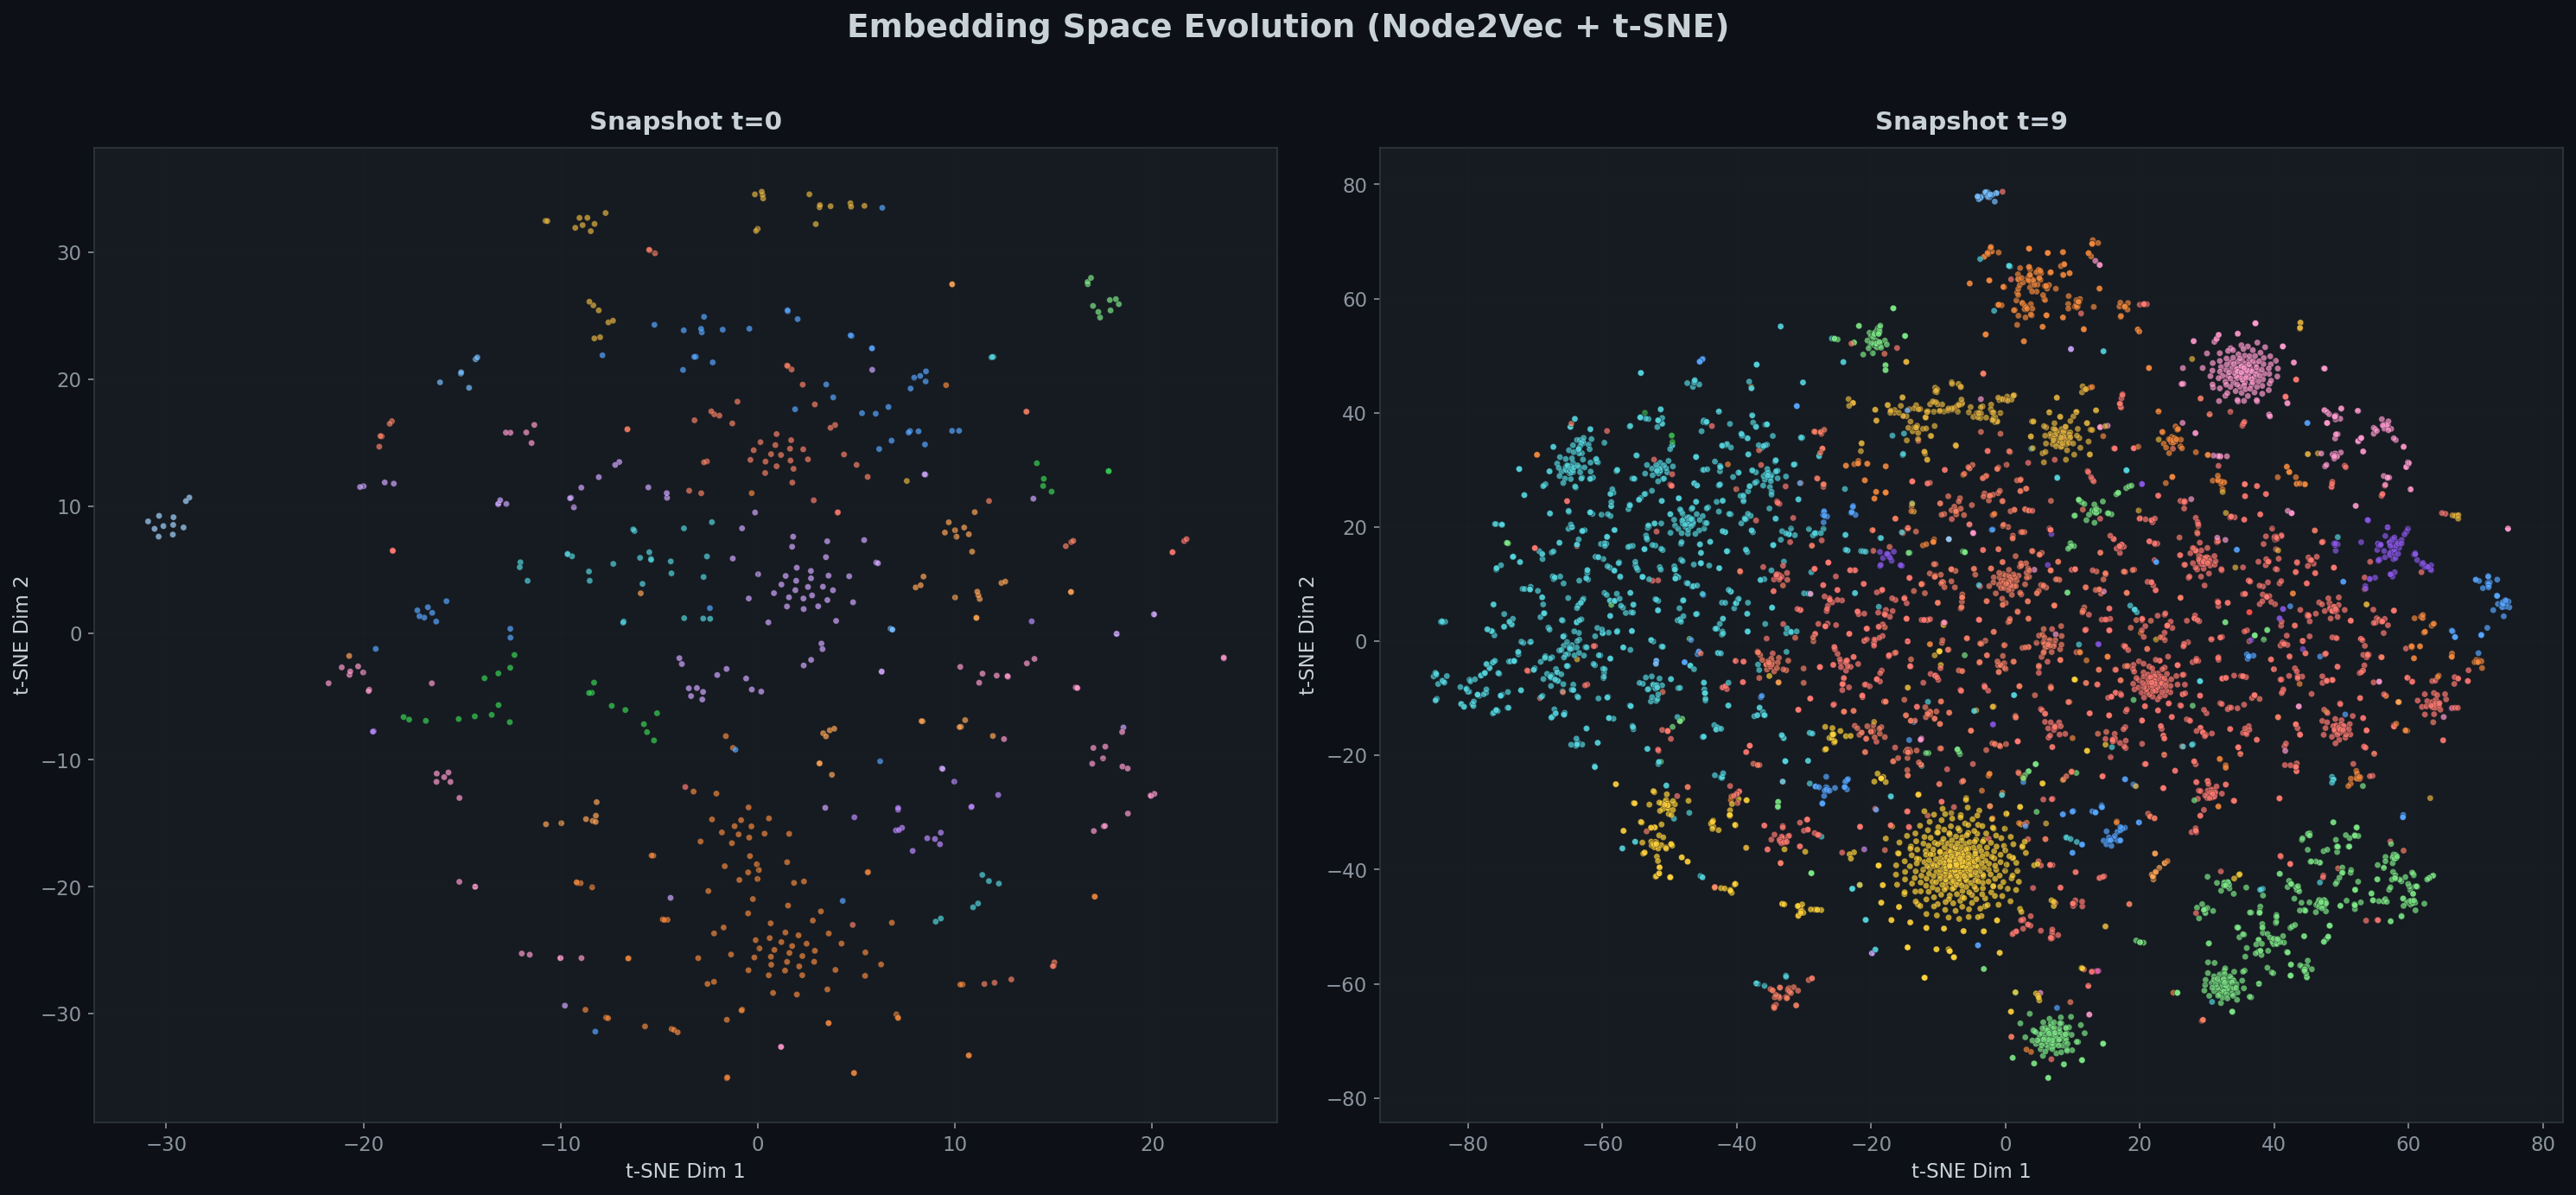 Embedding Space Evolution (Node2Vec + t-SNE)
Snapshot t=0
30
20
10
0
−10
−20
−30
t-SNE Dim 2
−30 −20 −10 0 10 20
t-SNE Dim 1
Snapshot t=9
80
60
40
20
0
−20
−40
−60
−80
t-SNE Dim 2
−80 −60 −40 −20 0 20 40 60 80
t-SNE Dim 1